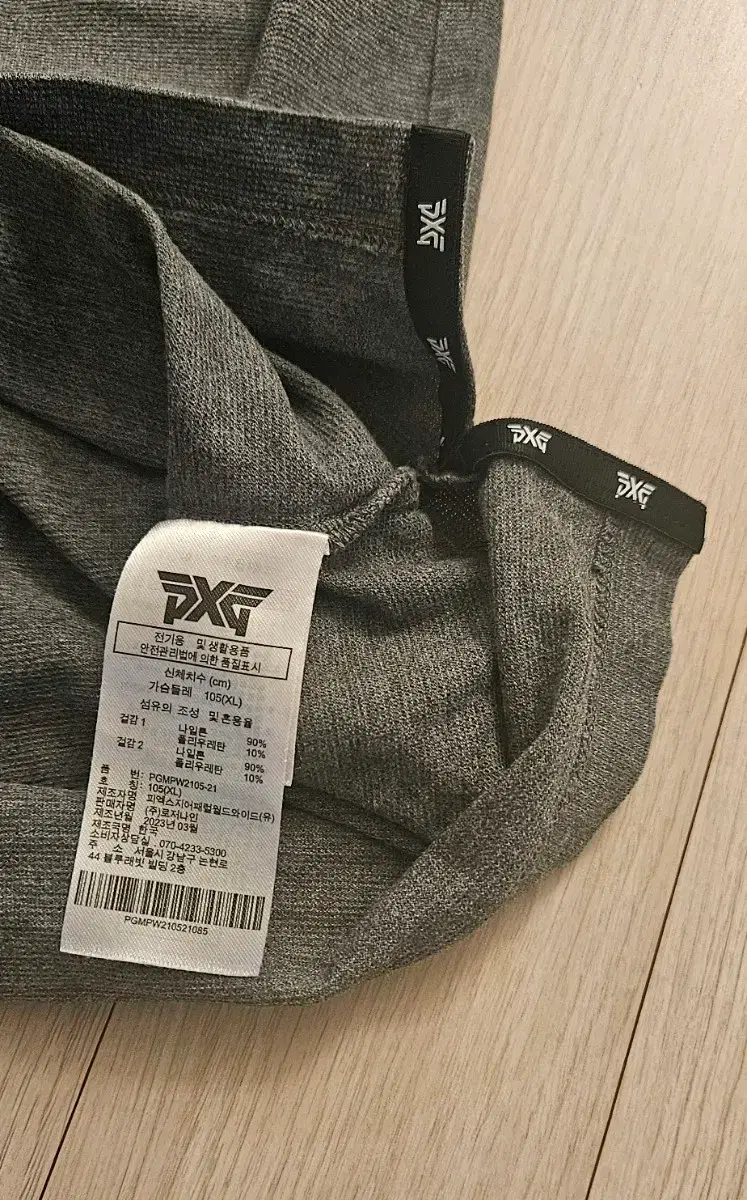 PXG
PXG
PXG
PXG
PXG
전기용 및 생활용품
안전관리법에 의한 품질표시
신체치수 (cm)
가슴둘레 105(XL)
섬유의 조성 및 혼용율
겉감 1 나일론 90%
폴리우레탄 10%
겉감 2 나일론 90%
폴리우레탄 10%
품 번: PGMPW2105-21
호 칭: 105(XL)
제조자명 피엑스지어패럴월드와이드(유)
판매자명 (주)로저나인
제조년월 2023년 03월
제조국명 한국
소비자상담실 . 070-4233-5300
주 소 서울시 강남구 논현로
44 블루래빗 빌딩 2층
PGMPW210521085